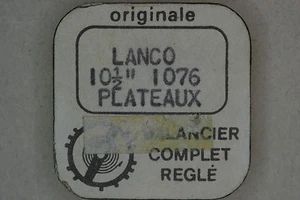 originale
LANCO
10½" 1076
PLATEAUX
BALANCIER
COMPLET
REGLÉ